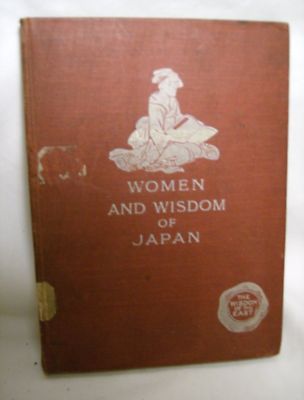 WOMEN
AND WISDOM
OF
JAPAN
THE
WISDOM
OF THE
EAST